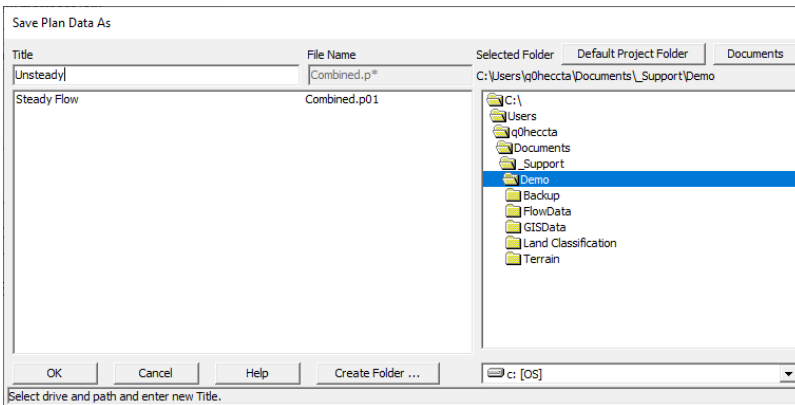 Save Plan Data As
Title File Name Selected Folder Default Project Folder Documents
Unsteady Combined.p* C:\Users\q0heccta\Documents\_Support\Demo
Steady Flow Combined.p01 C:\
Users
q0heccta
Documents
_Support
Demo
Backup
FlowData
GISData
Land Classification
Terrain
OK Cancel Help Create Folder ... c: [OS]
Select drive and path and enter new Title.